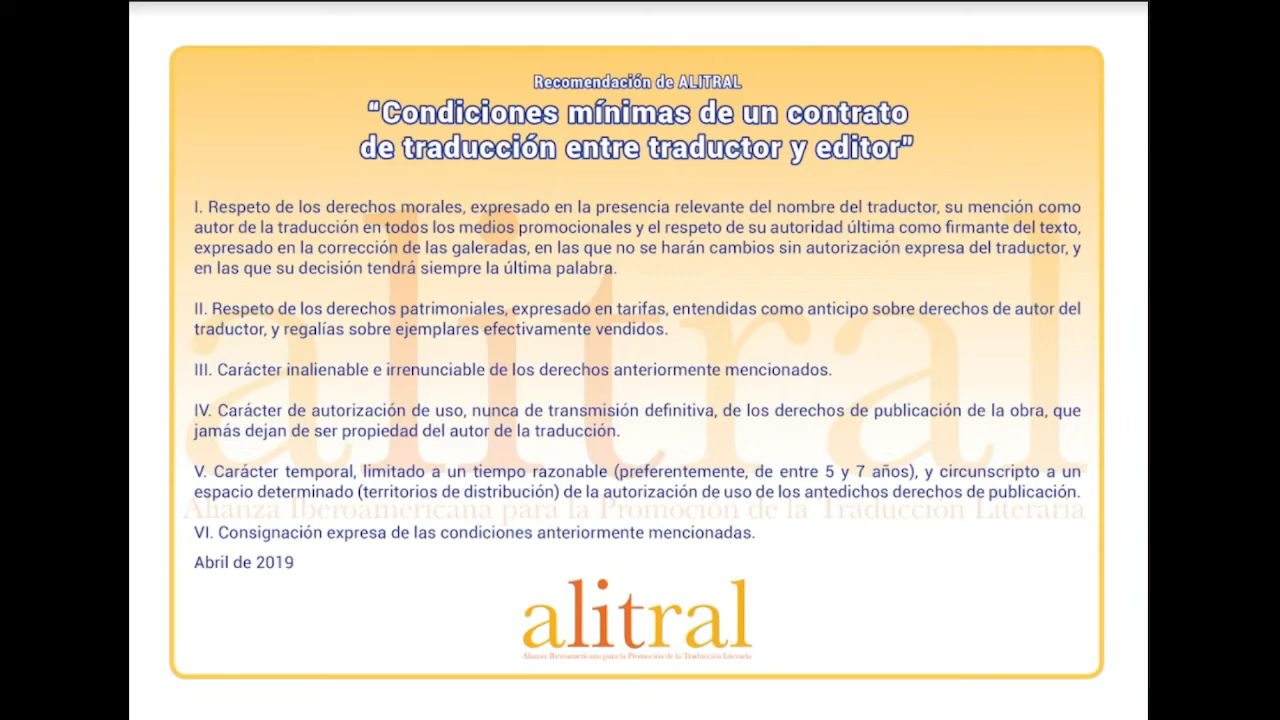 Recomendación de ALITRAL
“Condiciones mínimas de un contrato
de traducción entre traductor y editor”
I. Respeto de los derechos morales, expresado en la presencia relevante del nombre del traductor, su mención como
autor de la traducción en todos los medios promocionales y el respeto de su autoridad última como firmante del texto,
expresado en la corrección de las galeradas, en las que no se harán cambios sin autorización expresa del traductor, y
en las que su decisión tendrá siempre la última palabra.
II. Respeto de los derechos patrimoniales, expresado en tarifas, entendidas como anticipo sobre derechos de autor del
traductor, y regalías sobre ejemplares efectivamente vendidos.
III. Carácter inalienable e irrenunciable de los derechos anteriormente mencionados.
IV. Carácter de autorización de uso, nunca de transmisión definitiva, de los derechos de publicación de la obra, que
jamás dejan de ser propiedad del autor de la traducción.
V. Carácter temporal, limitado a un tiempo razonable (preferentemente, de entre 5 y 7 años), y circunscripto a un
espacio determinado (territorios de distribución) de la autorización de uso de los antedichos derechos de publicación.
alitral
Alianza Iberoamericana para la Promoción de la Traducción Literaria
VI. Consignación expresa de las condiciones anteriormente mencionadas.
Abril de 2019
alitral
Alianza Iberoamericana para la Promoción de la Traducción Literaria